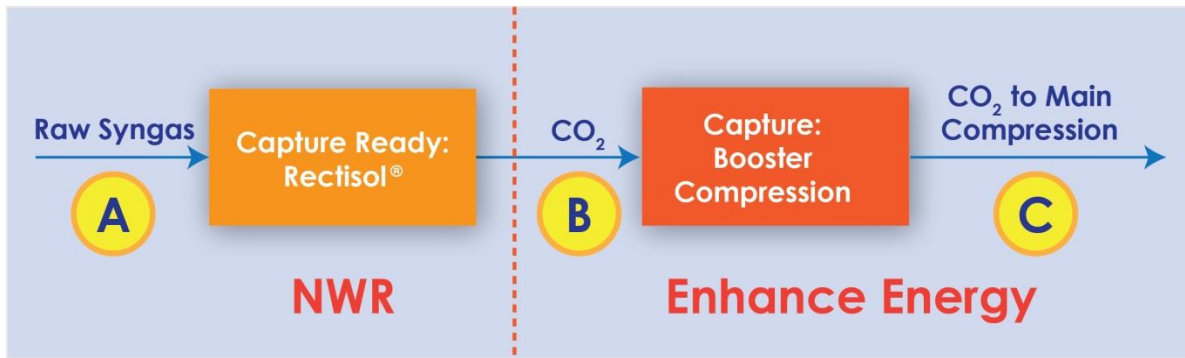 Raw Syngas
A
Capture Ready:
Rectisol®
NWR
CO₂
B
Capture:
Booster
Compression
Enhance Energy
CO₂ to Main
Compression
C